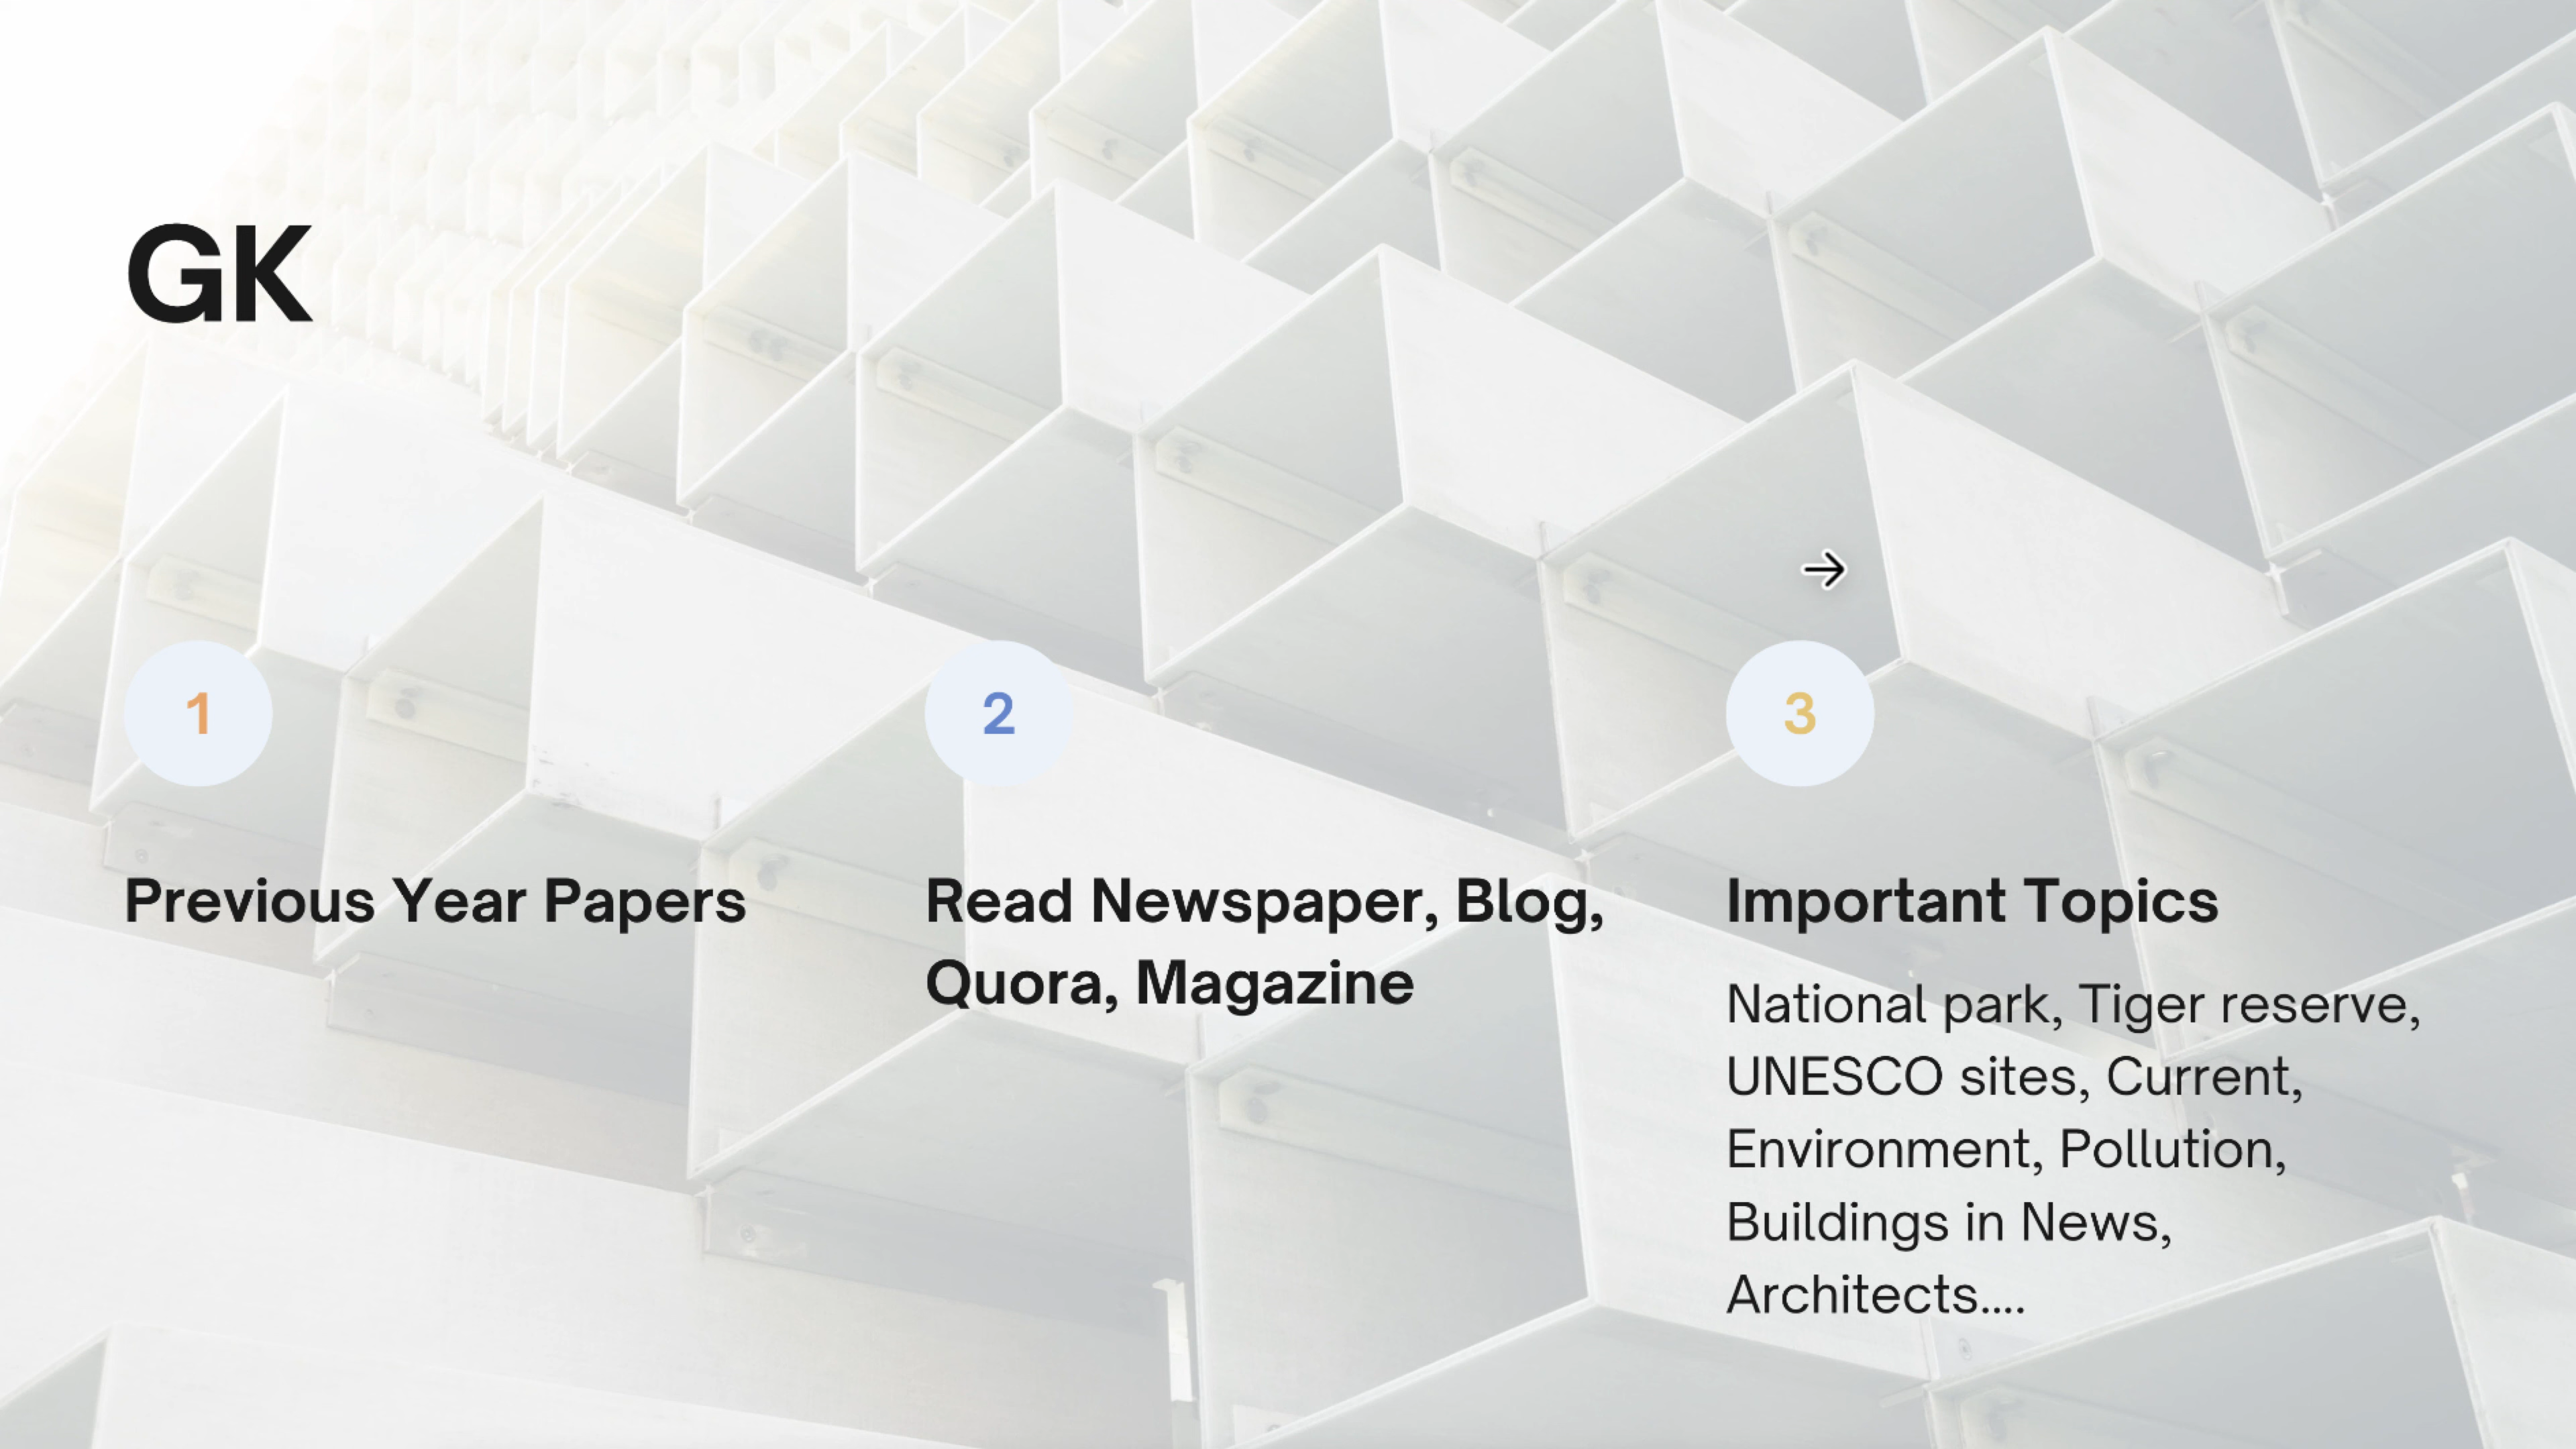 GK
1
Previous Year Papers
2
Read Newspaper, Blog,
Quora, Magazine
3
Important Topics
National park, Tiger reserve,
UNESCO sites, Current,
Environment, Pollution,
Buildings in News,
Architects....